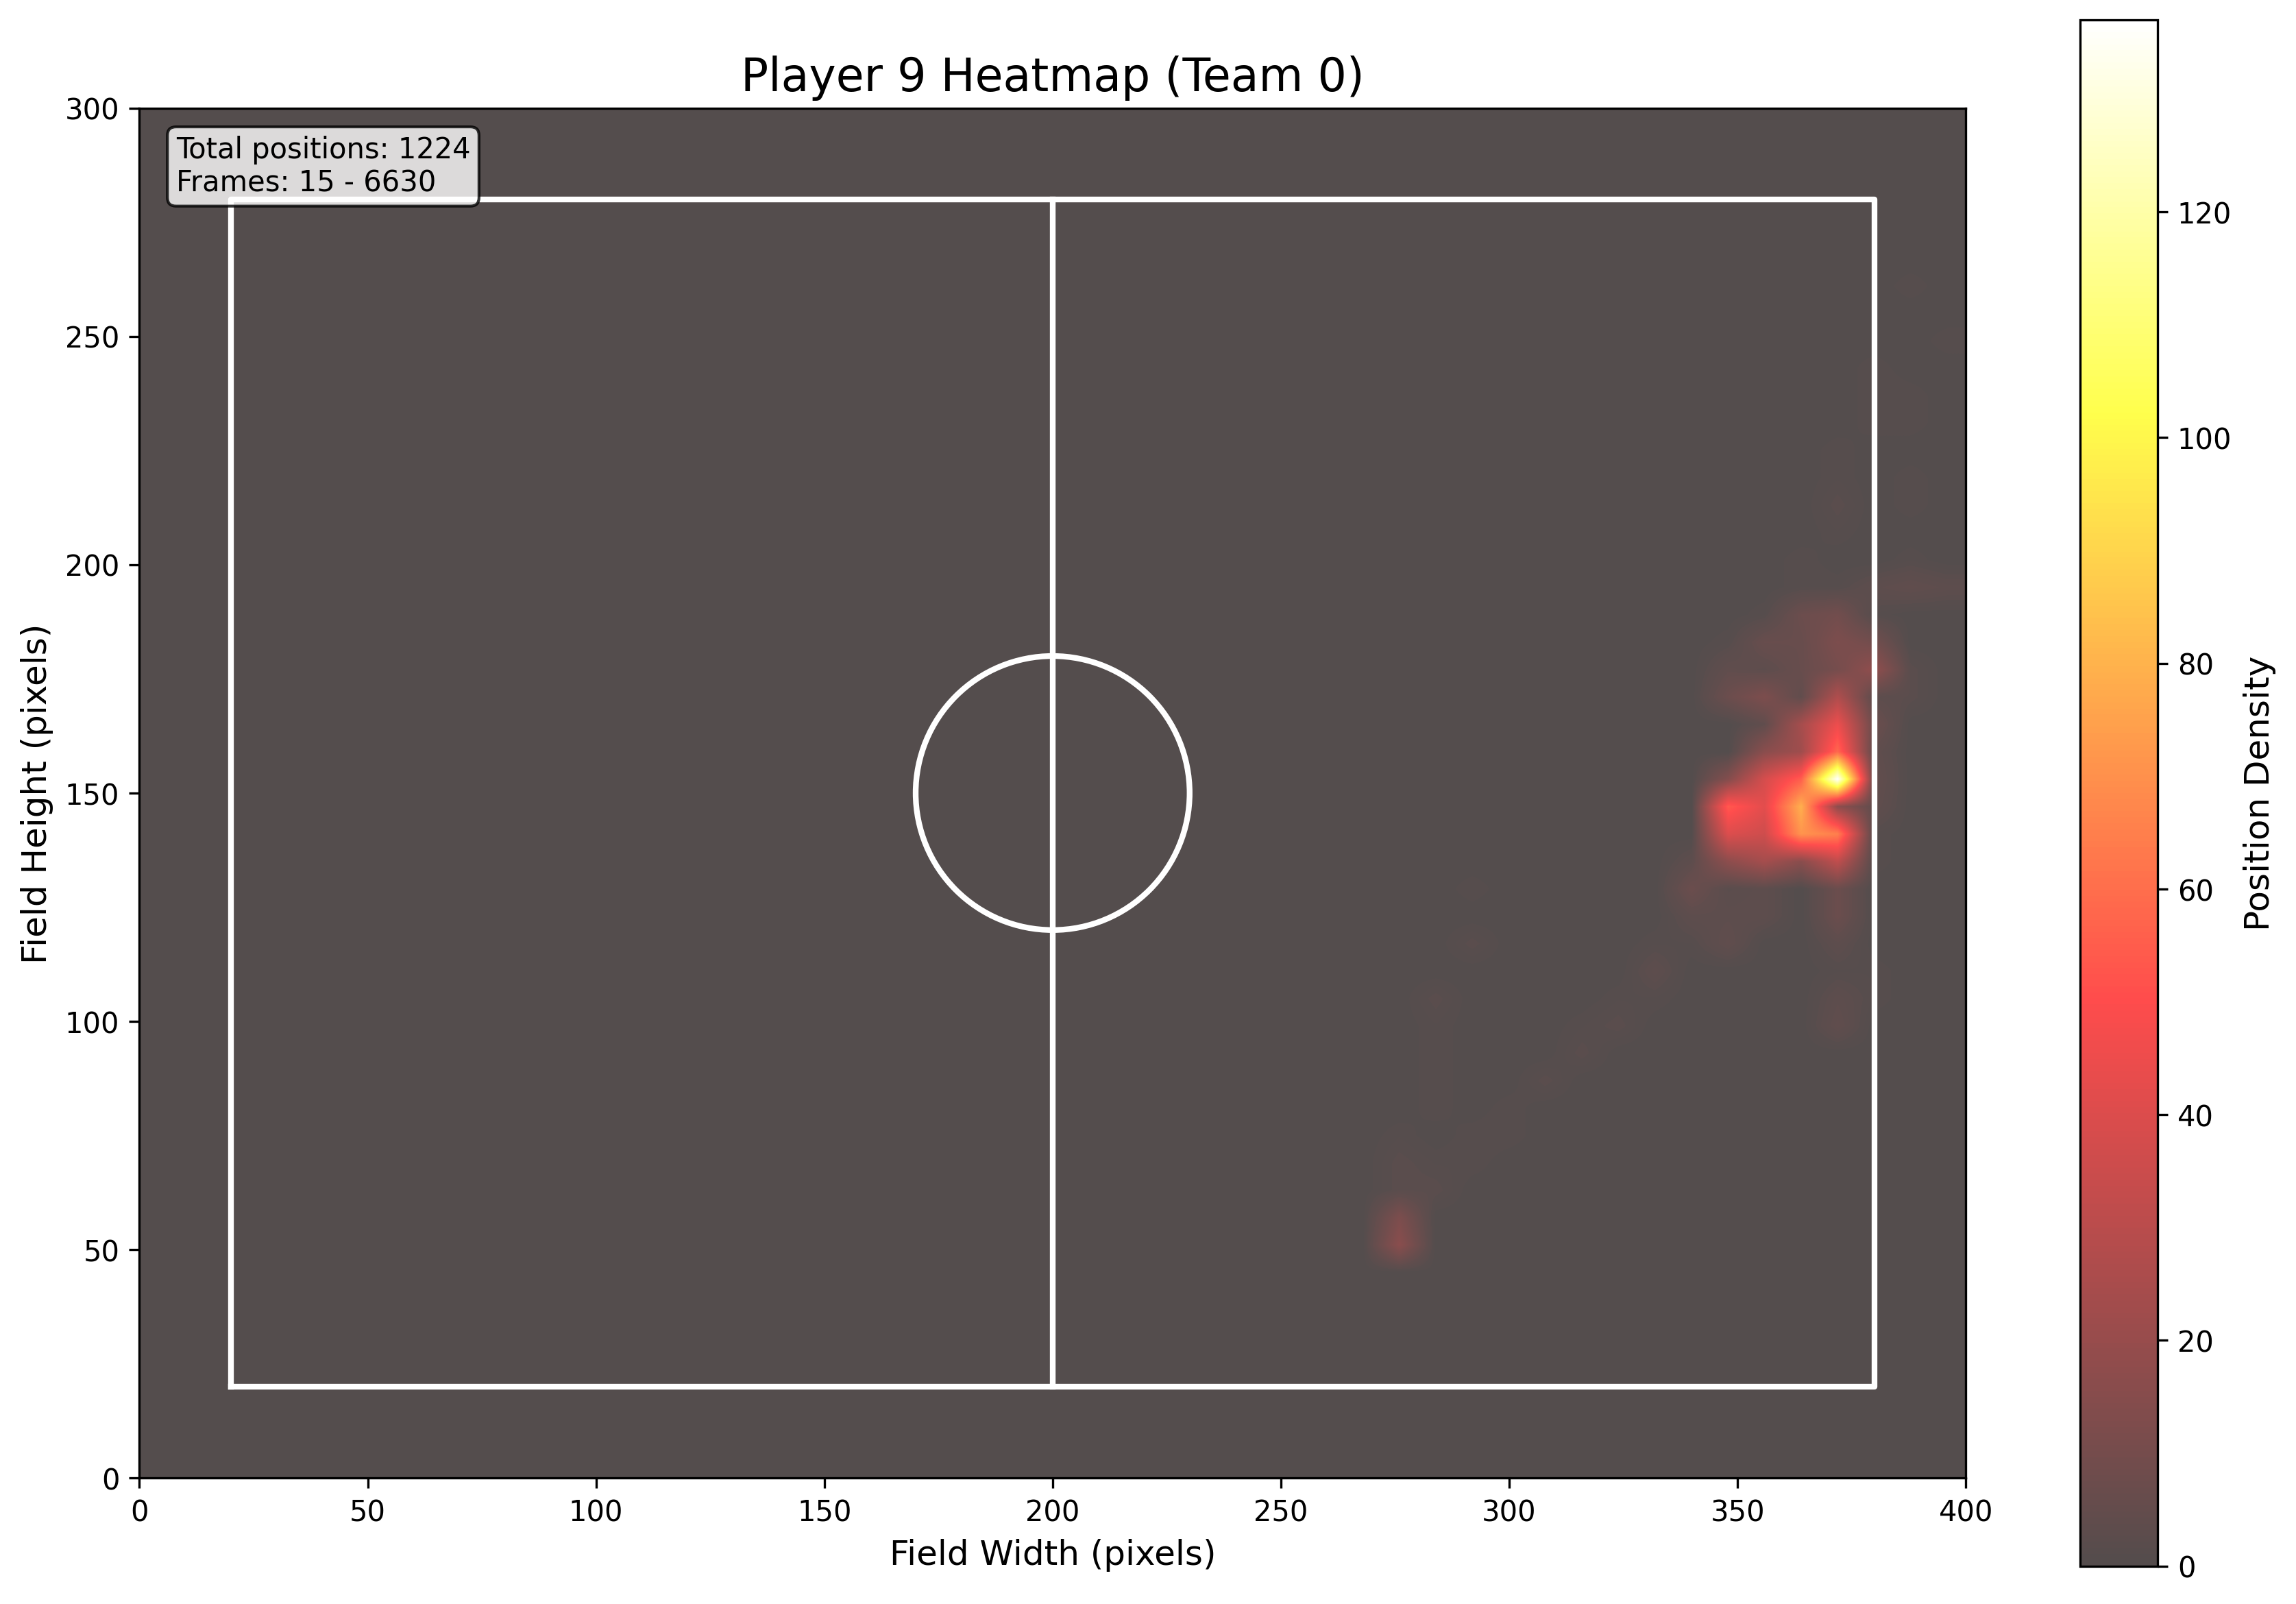 Player 9 Heatmap (Team 0)
Total positions: 1224
Frames: 15 - 6630
300
250
200
150
100
50
0
Field Height (pixels)
0 50 100 150 200 250 300 350 400
Field Width (pixels)
120
100
80
60
40
20
0
Position Density